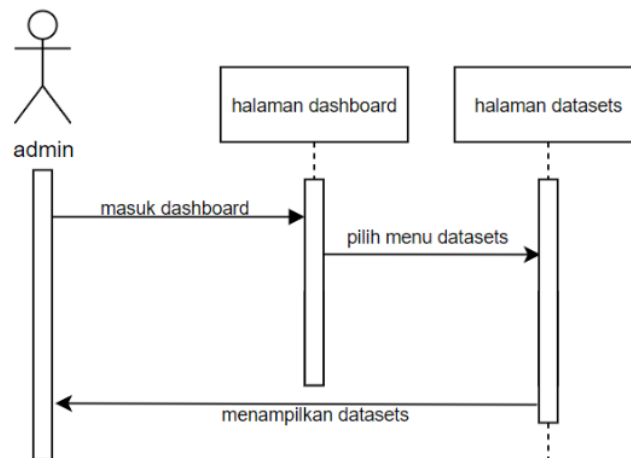 halaman dashboard
halaman datasets
admin
masuk dashboard
pilih menu datasets
menampilkan datasets